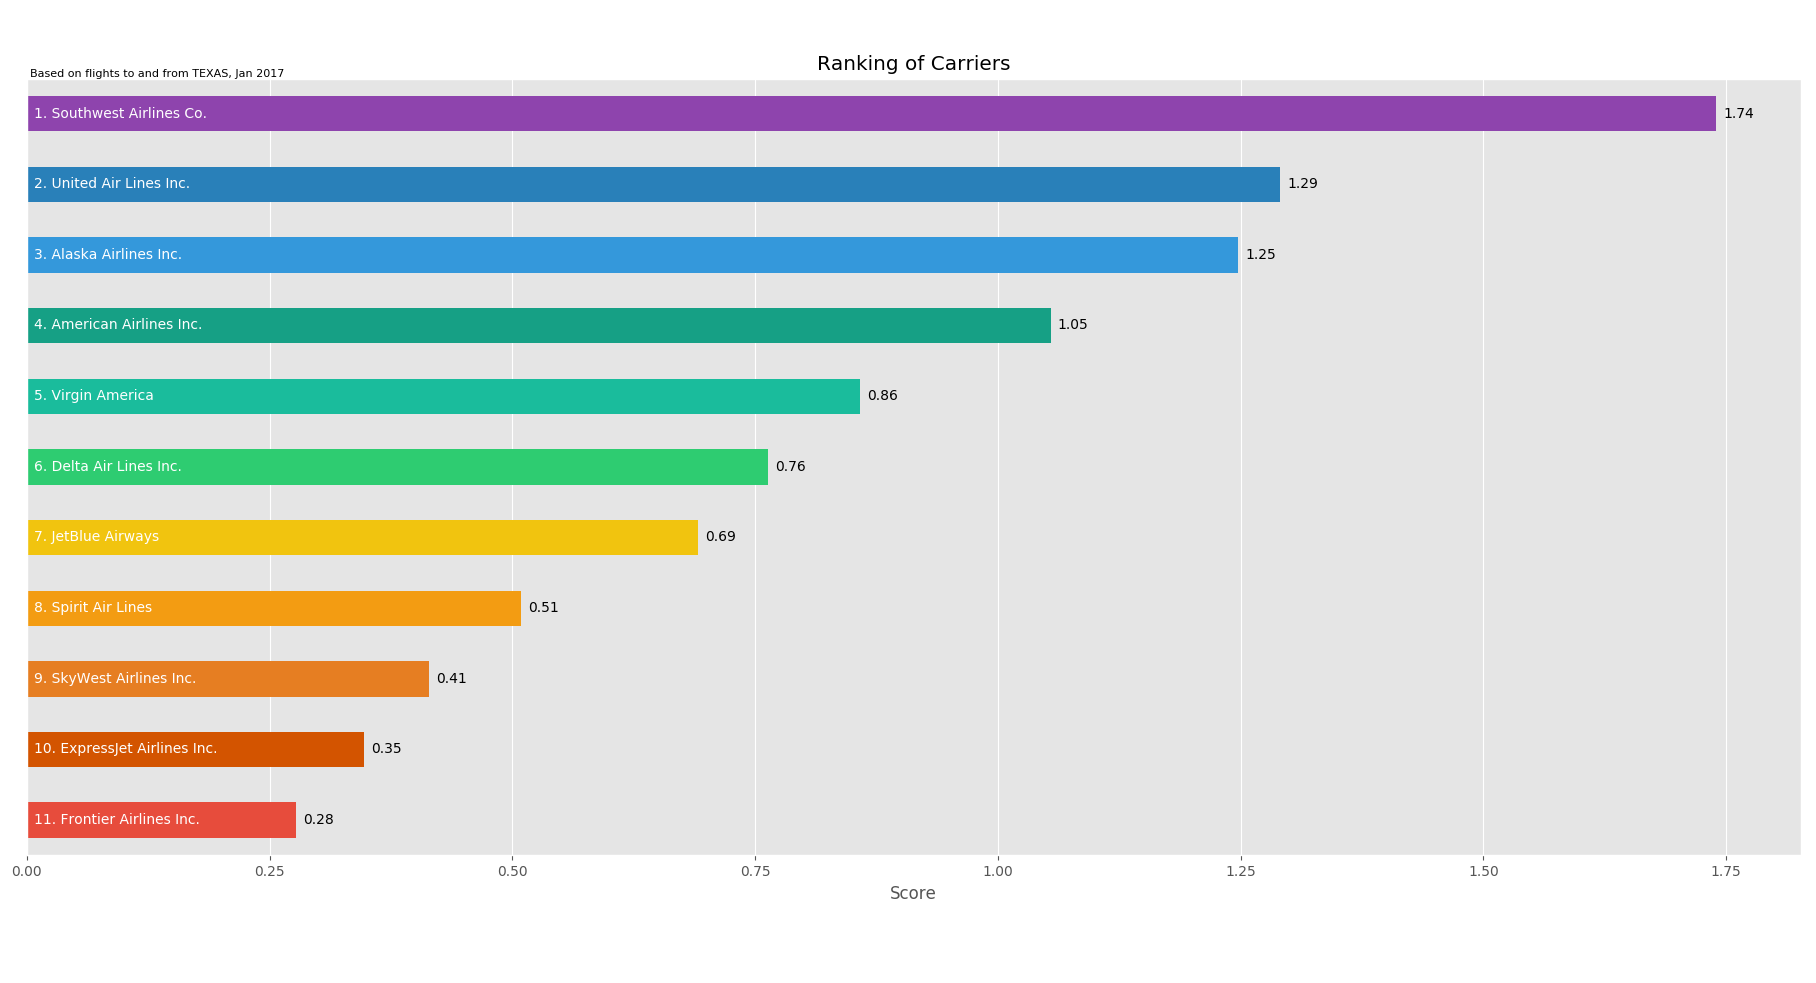 Ranking of Carriers
Based on flights to and from TEXAS, Jan 2017
1. Southwest Airlines Co. 1.74
2. United Air Lines Inc. 1.29
3. Alaska Airlines Inc. 1.25
4. American Airlines Inc. 1.05
5. Virgin America 0.86
6. Delta Air Lines Inc. 0.76
7. JetBlue Airways 0.69
8. Spirit Air Lines 0.51
9. SkyWest Airlines Inc. 0.41
10. ExpressJet Airlines Inc. 0.35
11. Frontier Airlines Inc. 0.28
0.00 0.25 0.50 0.75 1.00 1.25 1.50 1.75
Score